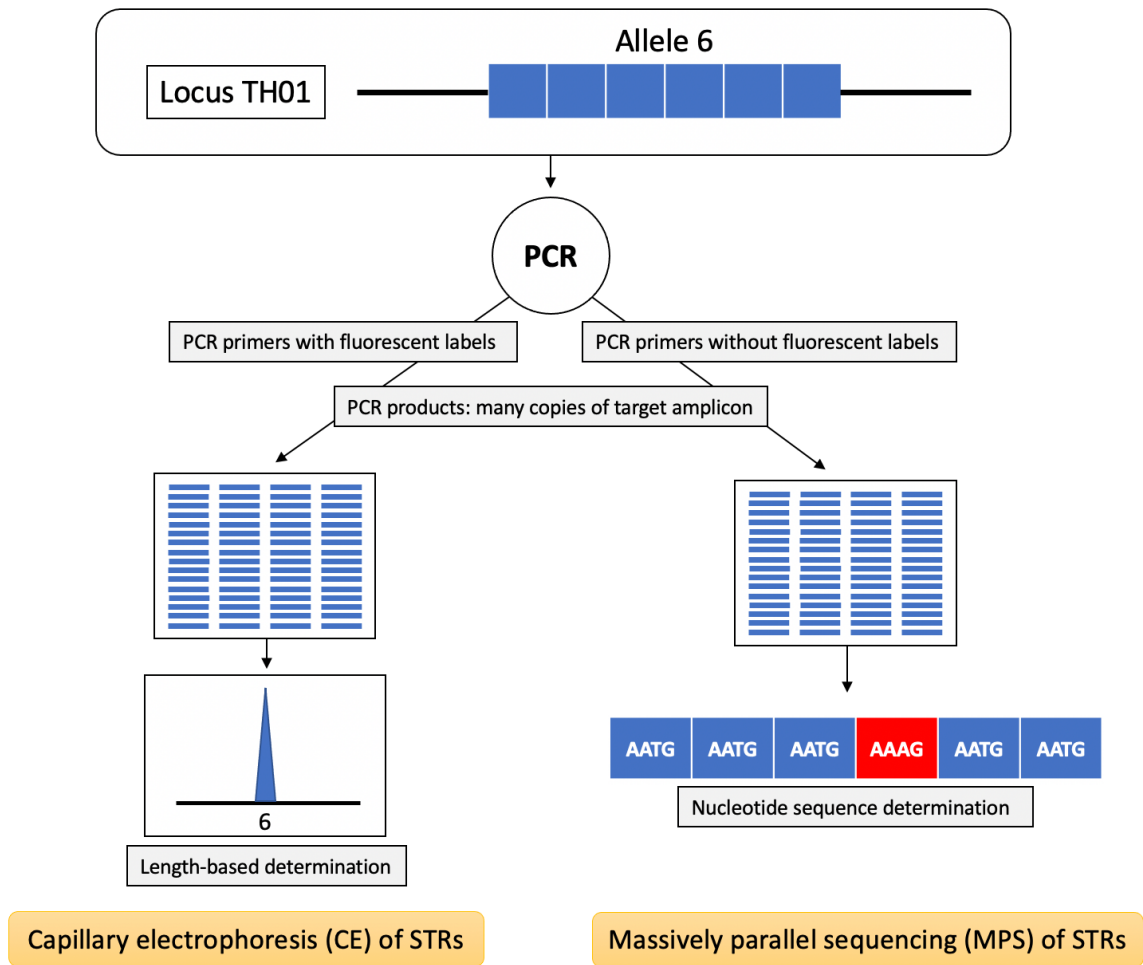 Allele 6
Locus TH01
PCR
PCR primers with fluorescent labels
PCR primers without fluorescent labels
PCR products: many copies of target amplicon
6
Length-based determination
AATG AATG AATG AAAG AATG AATG
Nucleotide sequence determination
Capillary electrophoresis (CE) of STRs
Massively parallel sequencing (MPS) of STRs